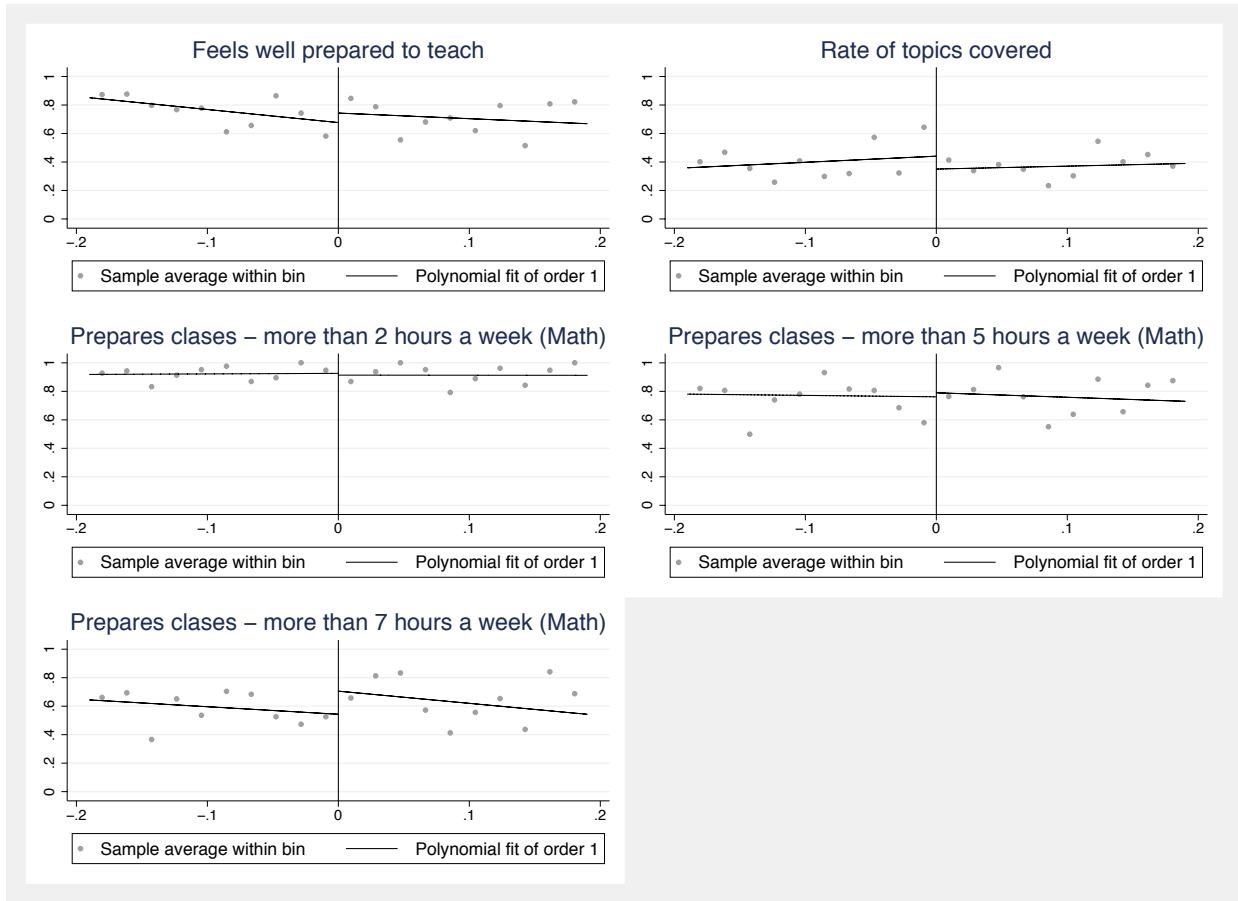 Feels well prepared to teach
1
.8
.6
.4
.2
0
−.2 −.1 0 .1 .2
Sample average within bin Polynomial fit of order 1
Rate of topics covered
1
.8
.6
.4
.2
0
−.2 −.1 0 .1 .2
Sample average within bin Polynomial fit of order 1
Prepares clases − more than 2 hours a week (Math)
1
.8
.6
.4
.2
0
−.2 −.1 0 .1 .2
Sample average within bin Polynomial fit of order 1
Prepares clases − more than 5 hours a week (Math)
1
.8
.6
.4
.2
0
−.2 −.1 0 .1 .2
Sample average within bin Polynomial fit of order 1
Prepares clases − more than 7 hours a week (Math)
1
.8
.6
.4
.2
0
−.2 −.1 0 .1 .2
Sample average within bin Polynomial fit of order 1